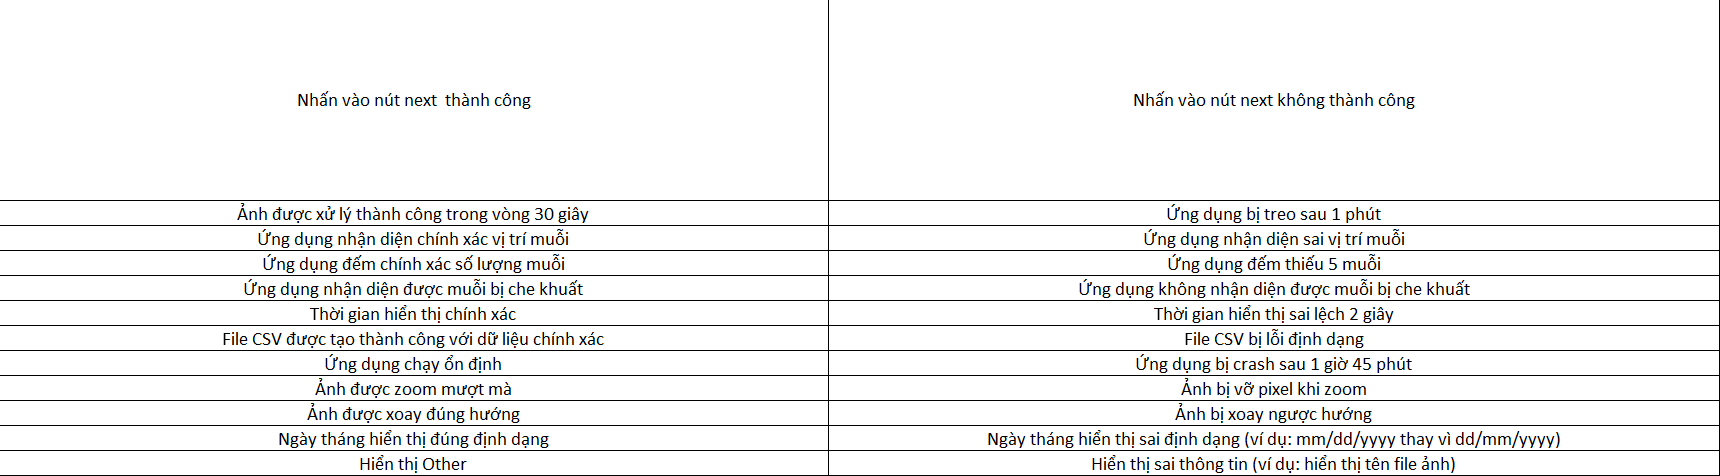 Nhấn vào nút next  thành công
Nhấn vào nút next không thành công
Ảnh được xử lý thành công trong vòng 30 giây
Ứng dụng bị treo sau 1 phút
Ứng dụng nhận diện chính xác vị trí muỗi
Ứng dụng nhận diện sai vị trí muỗi
Ứng dụng đếm chính xác số lượng muỗi
Ứng dụng đếm thiếu 5 muỗi
Ứng dụng nhận diện được muỗi bị che khuất
Ứng dụng không nhận diện được muỗi bị che khuất
Thời gian hiển thị chính xác
Thời gian hiển thị sai lệch 2 giây
File CSV được tạo thành công với dữ liệu chính xác
File CSV bị lỗi định dạng
Ứng dụng chạy ổn định
Ứng dụng bị crash sau 1 giờ 45 phút
Ảnh được zoom mượt mà
Ảnh bị vỡ pixel khi zoom
Ảnh được xoay đúng hướng
Ảnh bị xoay ngược hướng
Ngày tháng hiển thị đúng định dạng
Ngày tháng hiển thị sai định dạng (ví dụ: mm/dd/yyyy thay vì dd/mm/yyyy)
Hiển thị Other
Hiển thị sai thông tin (ví dụ: hiển thị tên file ảnh)